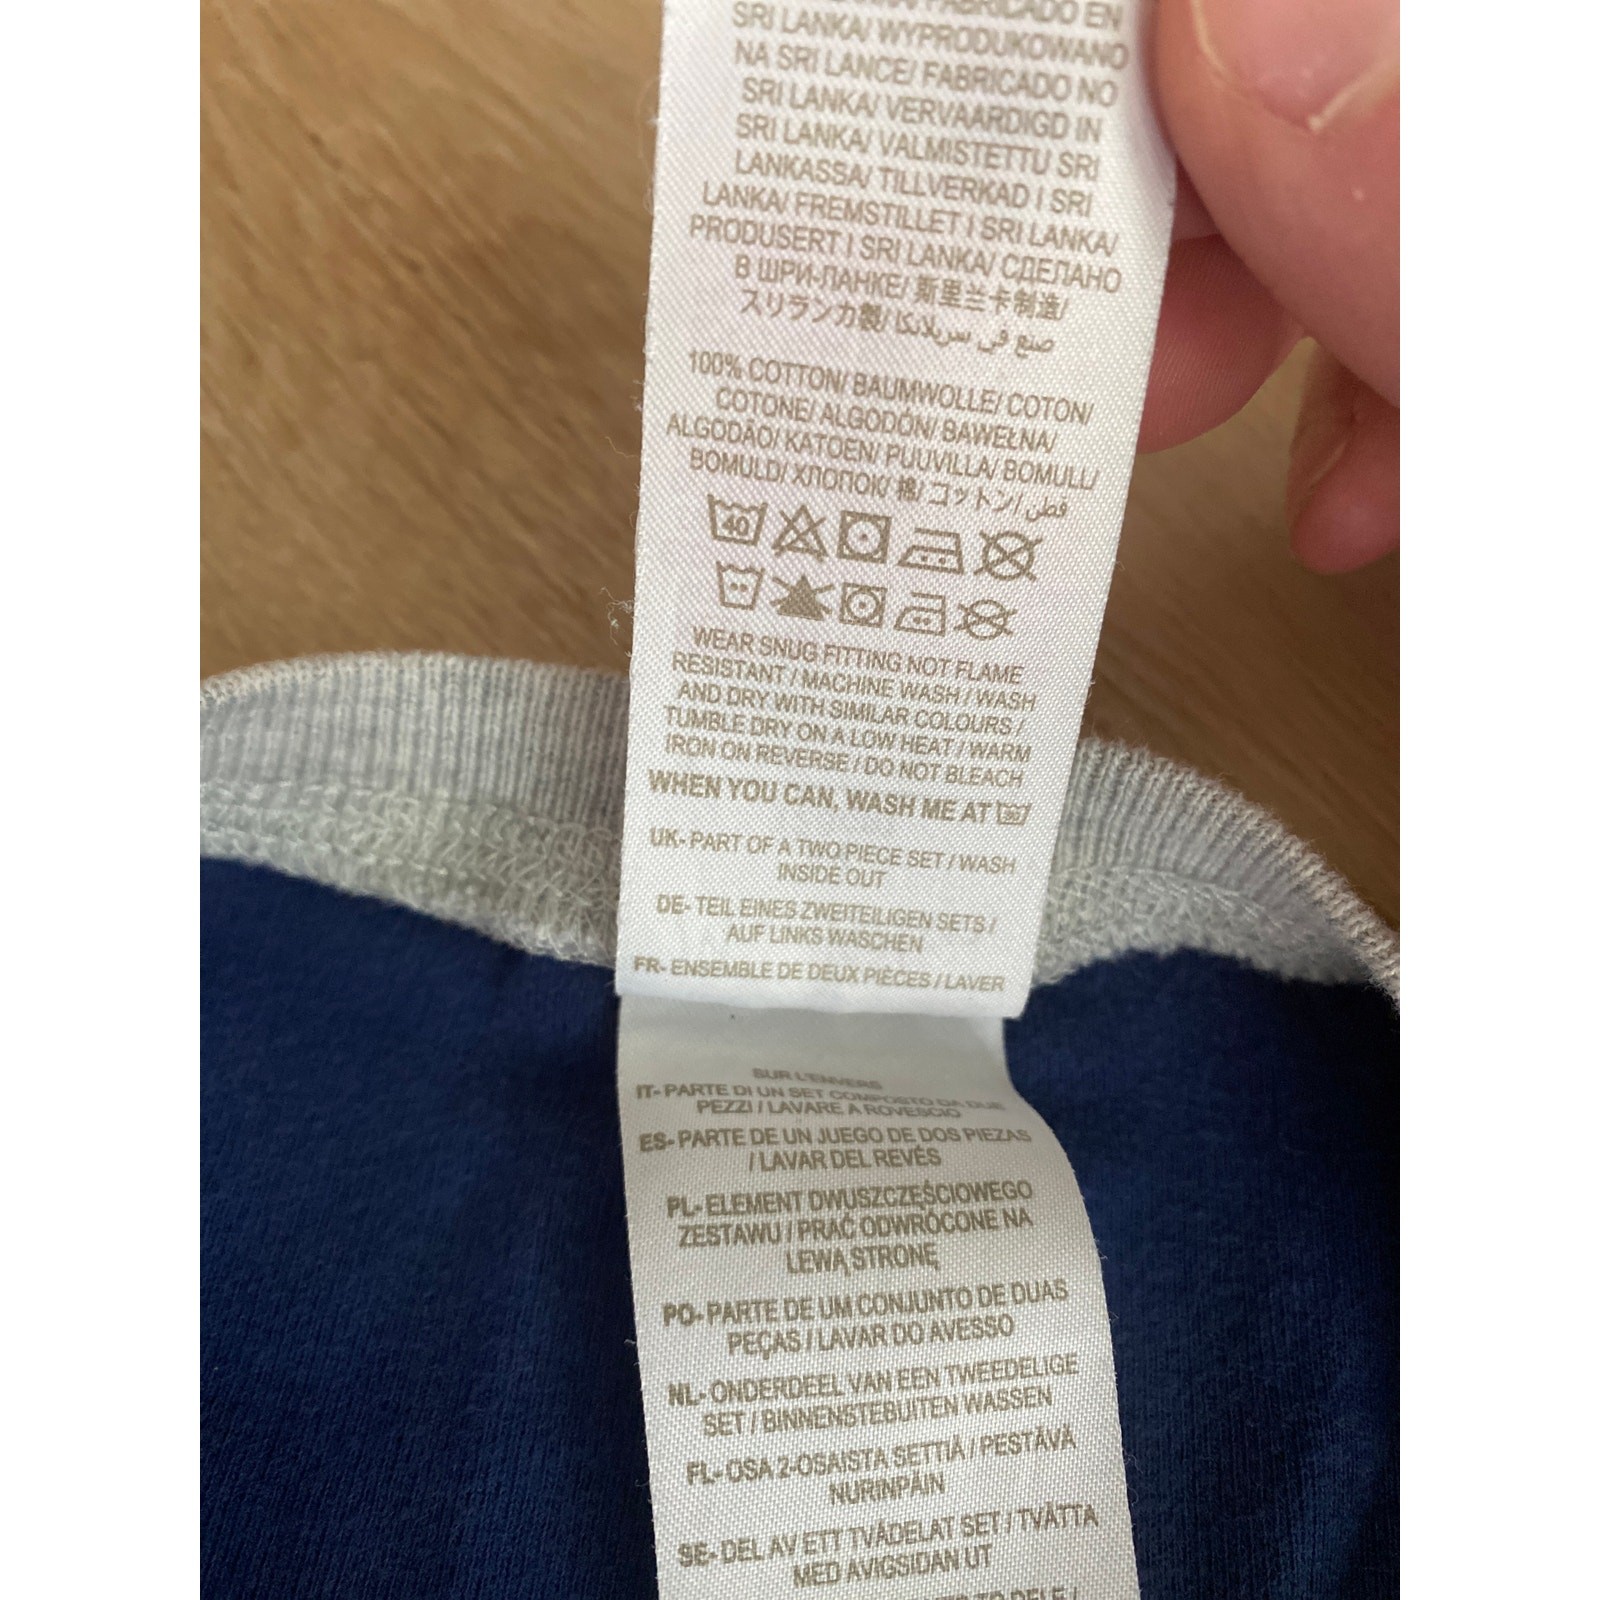 FABRICADO EN
SRI LANKA/ WYPRODUKOWANO
NA SRI LANCE/ FABRICADO NO
SRI LANKA/ VERVAARDIGD IN
SRI LANKA/ VALMISTETTU SRI
LANKASSA/ TILLVERKAD I SRI
LANKA/ FREMSTILLET I SRI LANKA/
PRODUSERT I SRI LANKA/ СДЕЛАНО
В ШРИ-ЛАНКЕ/ 斯里兰卡制造/
スリランカ製/ صنع في سريلانكا
100% COTTON/ BAUMWOLLE/ COTON/
COTONE/ ALGODÓN/ BAWEŁNA/
ALGODÃO/ KATOEN/ PUUVILLA/ BOMULL/
BOMULD/ ХЛОПОК/ 棉/ コットン/ قطن
40
WEAR SNUG FITTING NOT FLAME
RESISTANT / MACHINE WASH / WASH
AND DRY WITH SIMILAR COLOURS /
TUMBLE DRY ON A LOW HEAT / WARM
IRON ON REVERSE / DO NOT BLEACH
WHEN YOU CAN, WASH ME AT 30
UK- PART OF A TWO PIECE SET / WASH
INSIDE OUT
DE- TEIL EINES ZWEITEILIGEN SETS /
AUF LINKS WASCHEN
FR- ENSEMBLE DE DEUX PIÈCES / LAVER
SUR L'ENVERS
IT- PARTE DI UN SET COMPOSTO DA DUE
PEZZI / LAVARE A ROVESCIO
ES- PARTE DE UN JUEGO DE DOS PIEZAS
/ LAVAR DEL REVÉS
PL- ELEMENT DWUSZCZĘŚCIOWEGO
ZESTAWU / PRAĆ ODWRÓCONE NA
LEWĄ STRONĘ
PO- PARTE DE UM CONJUNTO DE DUAS
PEÇAS / LAVAR DO AVESSO
NL- ONDERDEEL VAN EEN TWEEDELIGE
SET / BINNENSTEBUITEN WASSEN
FL- OSA 2-OSAISTA SETTIÄ / PESTÄVÄ
NURINPÄIN
SE- DEL AV ETT TVÅDELAT SET / TVÄTTA
MED AVIGSIDAN UT
TO DELE /